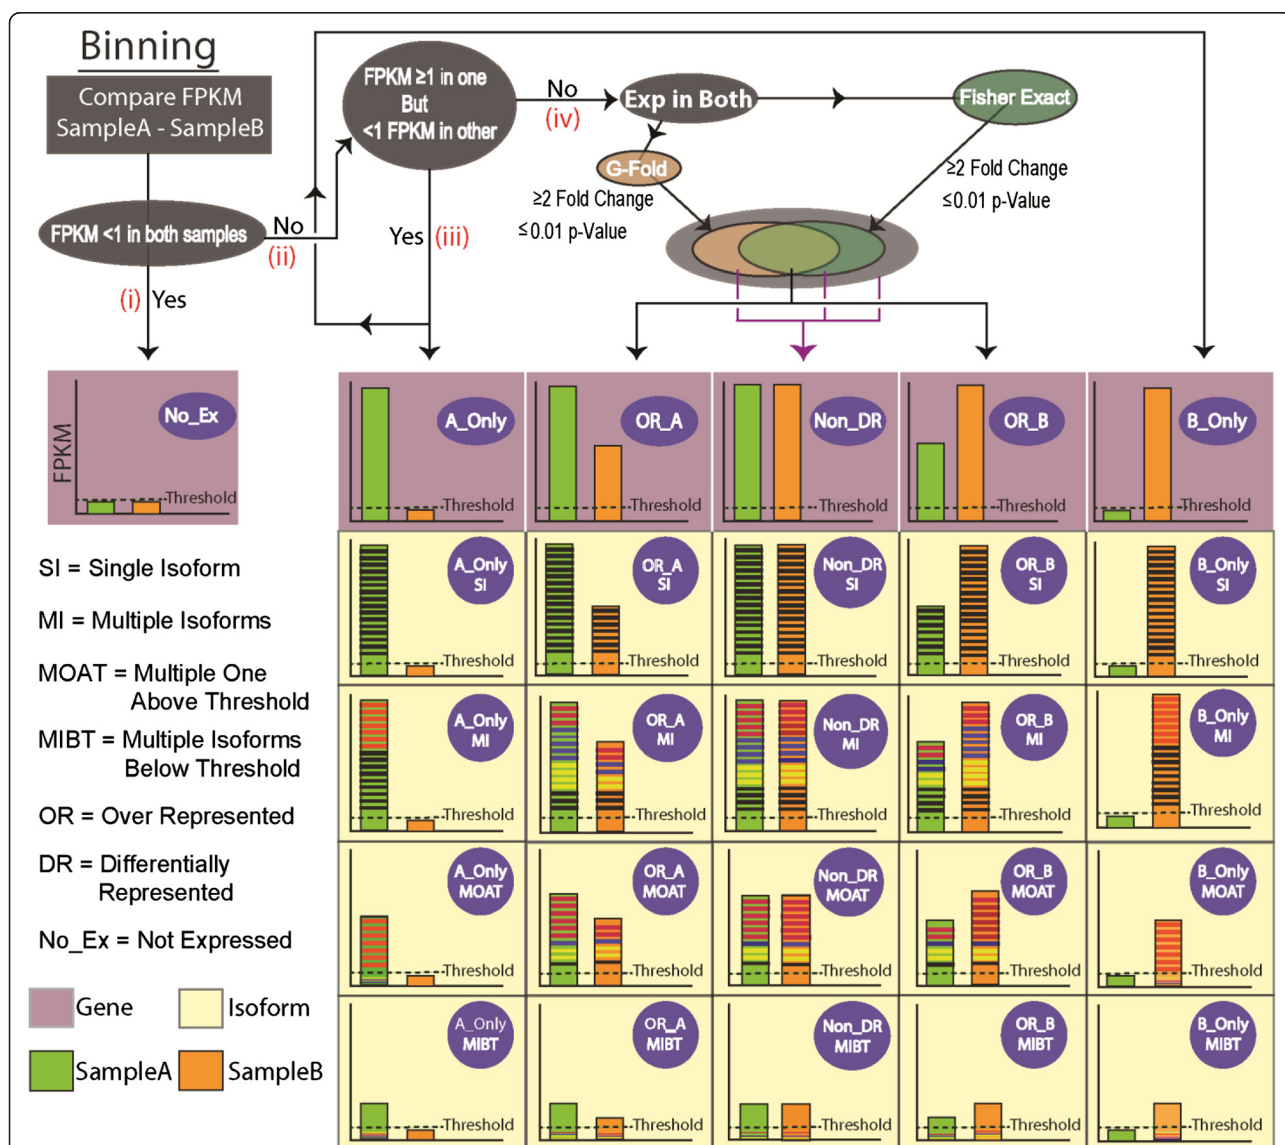 Binning
Compare FPKM
SampleA - SampleB
FPKM <1 in both samples
No
(ii)
(i) Yes
FPKM ≥1 in one
But
<1 FPKM in other
No
(iv)
Yes (iii)
Exp in Both
Fisher Exact
G-Fold
≥2 Fold Change
≤0.01 p-Value
≥2 Fold Change
≤0.01 p-Value
FPKM
No_Ex
Threshold
A_Only
Threshold
OR_A
Threshold
Non_DR
Threshold
OR_B
Threshold
B_Only
Threshold
A_Only
SI
Threshold
OR_A
SI
Threshold
Non_DR
SI
Threshold
OR_B
SI
Threshold
B_Only
SI
Threshold
A_Only
MI
Threshold
OR_A
MI
Threshold
Non_DR
MI
Threshold
OR_B
MI
Threshold
B_Only
MI
Threshold
A_Only
MOAT
Threshold
OR_A
MOAT
Threshold
Non_DR
MOAT
Threshold
OR_B
MOAT
Threshold
B_Only
MOAT
Threshold
A_Only
MIBT
Threshold
OR_A
MIBT
Threshold
Non_DR
MIBT
Threshold
OR_B
MIBT
Threshold
B_Only
MIBT
Threshold
SI = Single Isoform
MI = Multiple Isoforms
MOAT = Multiple One
Above Threshold
MIBT = Multiple Isoforms
Below Threshold
OR = Over Represented
DR = Differentially
Represented
No_Ex = Not Expressed
Gene
Isoform
SampleA
SampleB